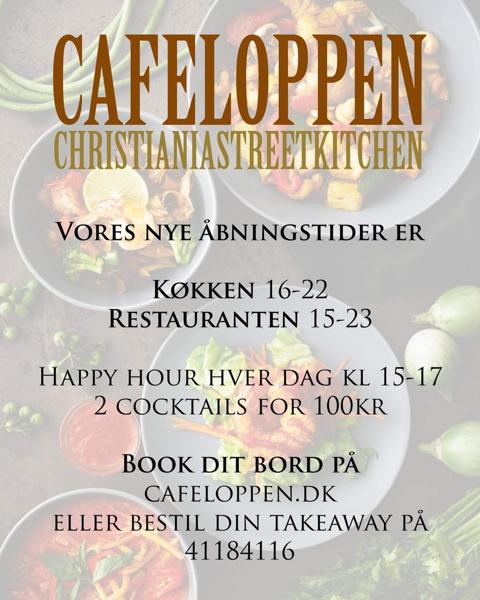 CAFELOPPEN
CHRISTIANIASTREETKITCHEN
VORES NYE ÅBNINGSTIDER ER
KØKKEN 16-22
RESTAURANTEN 15-23
HAPPY HOUR HVER DAG KL 15-17
2 COCKTAILS FOR 100KR
BOOK DIT BORD PÅ
CAFELOPPEN.DK
ELLER BESTIL DIN TAKEAWAY PÅ
41184116